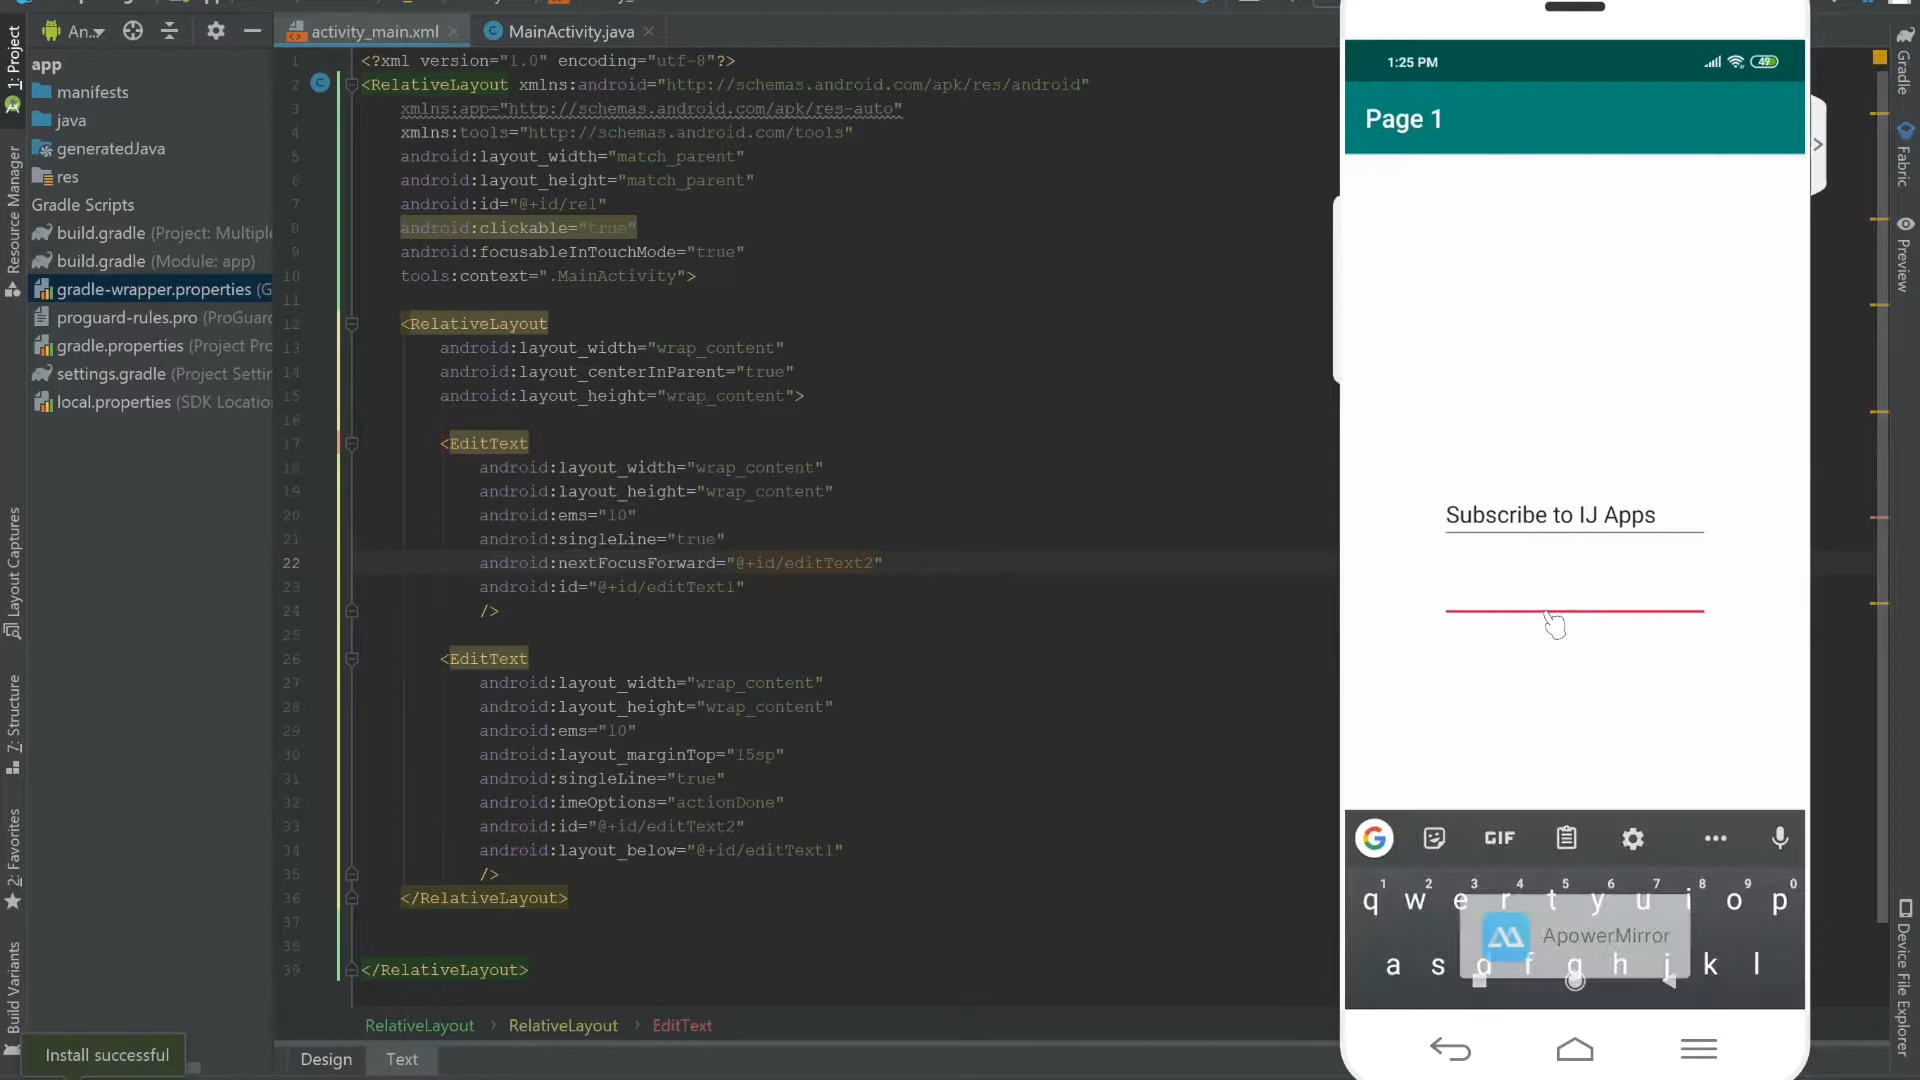 1: Project
Resource Manager
Layout Captures
7: Structure
2: Favorites
Build Variants
An...
app
manifests
java
generatedJava
res
Gradle Scripts
build.gradle (Project: Multiple
build.gradle (Module: app)
gradle-wrapper.properties (G
proguard-rules.pro (ProGuard
gradle.properties (Project Pro
settings.gradle (Project Settin
local.properties (SDK Locatio
activity_main.xml
MainActivity.java
1 <?xml version="1.0" encoding="utf-8"?>
2 <RelativeLayout xmlns:android="http://schemas.android.com/apk/res/android"
3 xmlns:app="http://schemas.android.com/apk/res-auto"
4 xmlns:tools="http://schemas.android.com/tools"
5 android:layout_width="match_parent"
6 android:layout_height="match_parent"
7 android:id="@+id/rel"
8 android:clickable="true"
9 android:focusableInTouchMode="true"
10 tools:context=".MainActivity">
11
12 <RelativeLayout
13 android:layout_width="wrap_content"
14 android:layout_centerInParent="true"
15 android:layout_height="wrap_content">
16
17 <EditText
18 android:layout_width="wrap_content"
19 android:layout_height="wrap_content"
20 android:ems="10"
21 android:singleLine="true"
22 android:nextFocusForward="@+id/editText2"
23 android:id="@+id/editText1"
24 />
25
26 <EditText
27 android:layout_width="wrap_content"
28 android:layout_height="wrap_content"
29 android:ems="10"
30 android:layout_marginTop="15sp"
31 android:singleLine="true"
32 android:imeOptions="actionDone"
33 android:id="@+id/editText2"
34 android:layout_below="@+id/editText1"
35 />
36 </RelativeLayout>
37
38
39 </RelativeLayout>
RelativeLayout › RelativeLayout › EditText
Design Text
Install successful
1:25 PM
49
Page 1
Subscribe to IJ Apps
GIF
1 2 3 4 5 6 7 8 9 0
q w e r t y u i o p
ApowerMirror
a s d f g h j k l
Gradle
Fabric
Preview
Device File Explorer